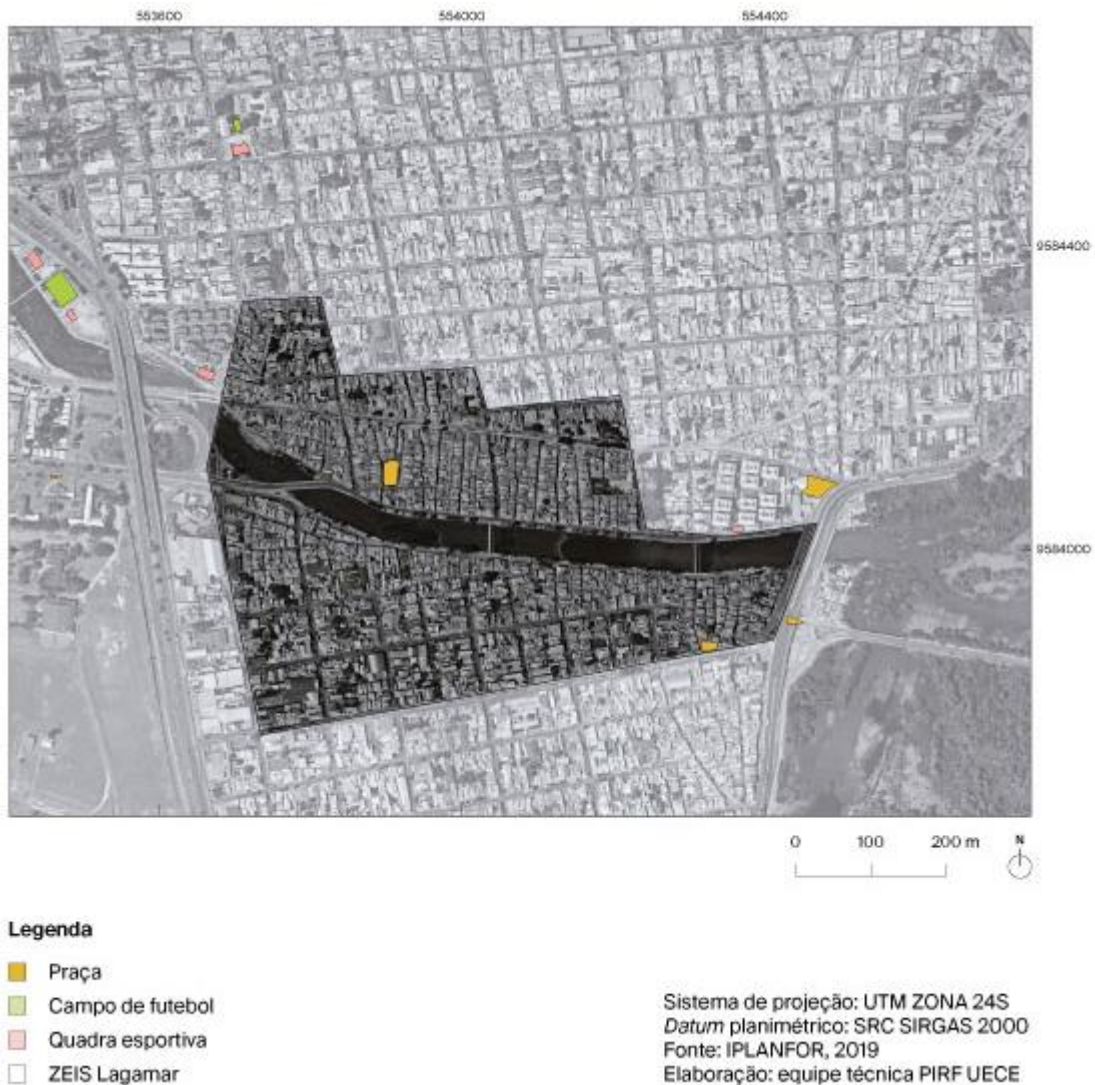 553600 554000 554400
9584400
9584000
0 100 200 m N
Legenda
Praça
Campo de futebol
Quadra esportiva
ZEIS Lagamar
Sistema de projeção: UTM ZONA 24S
Datum planimétrico: SRC SIRGAS 2000
Fonte: IPLANFOR, 2019
Elaboração: equipe técnica PIRF UECE